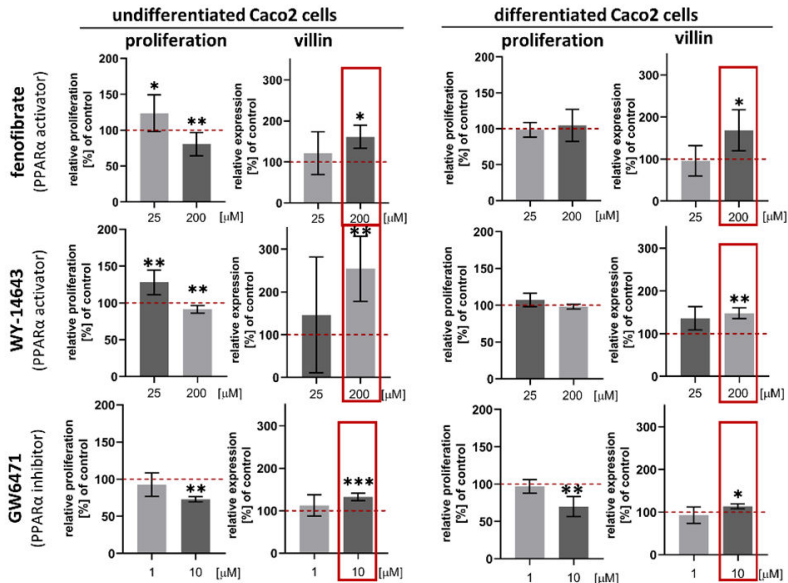 undifferentiated Caco2 cells
differentiated Caco2 cells
proliferation
villin
proliferation
villin
fenofibrate
(PPARα activator)
relative proliferation
[%] of control
200
150
100
50
0
*
**
25
200
[µM]
relative expression
[%] of control
300
200
100
0
*
25
200
[µM]
relative proliferation
[%] of control
200
150
100
50
0
25
200
[µM]
relative expression
[%] of control
300
200
100
0
*
25
200
[µM]
WY-14643
(PPARα activator)
relative proliferation
[%] of control
200
150
100
50
0
**
**
25
200
[µM]
relative expression
[%] of control
300
200
100
0
**
25
200
[µM]
relative proliferation
[%] of control
200
150
100
50
0
25
200
[µM]
relative expression
[%] of control
300
200
100
0
**
25
200
[µM]
GW6471
(PPARα inhibitor)
relative proliferation
[%] of control
200
150
100
50
0
**
1
10
[µM]
relative expression
[%] of control
300
200
100
0
***
1
10
[µM]
relative proliferation
[%] of control
200
150
100
50
0
**
1
10
[µM]
relative expression
[%] of control
300
200
100
0
*
1
10
[µM]